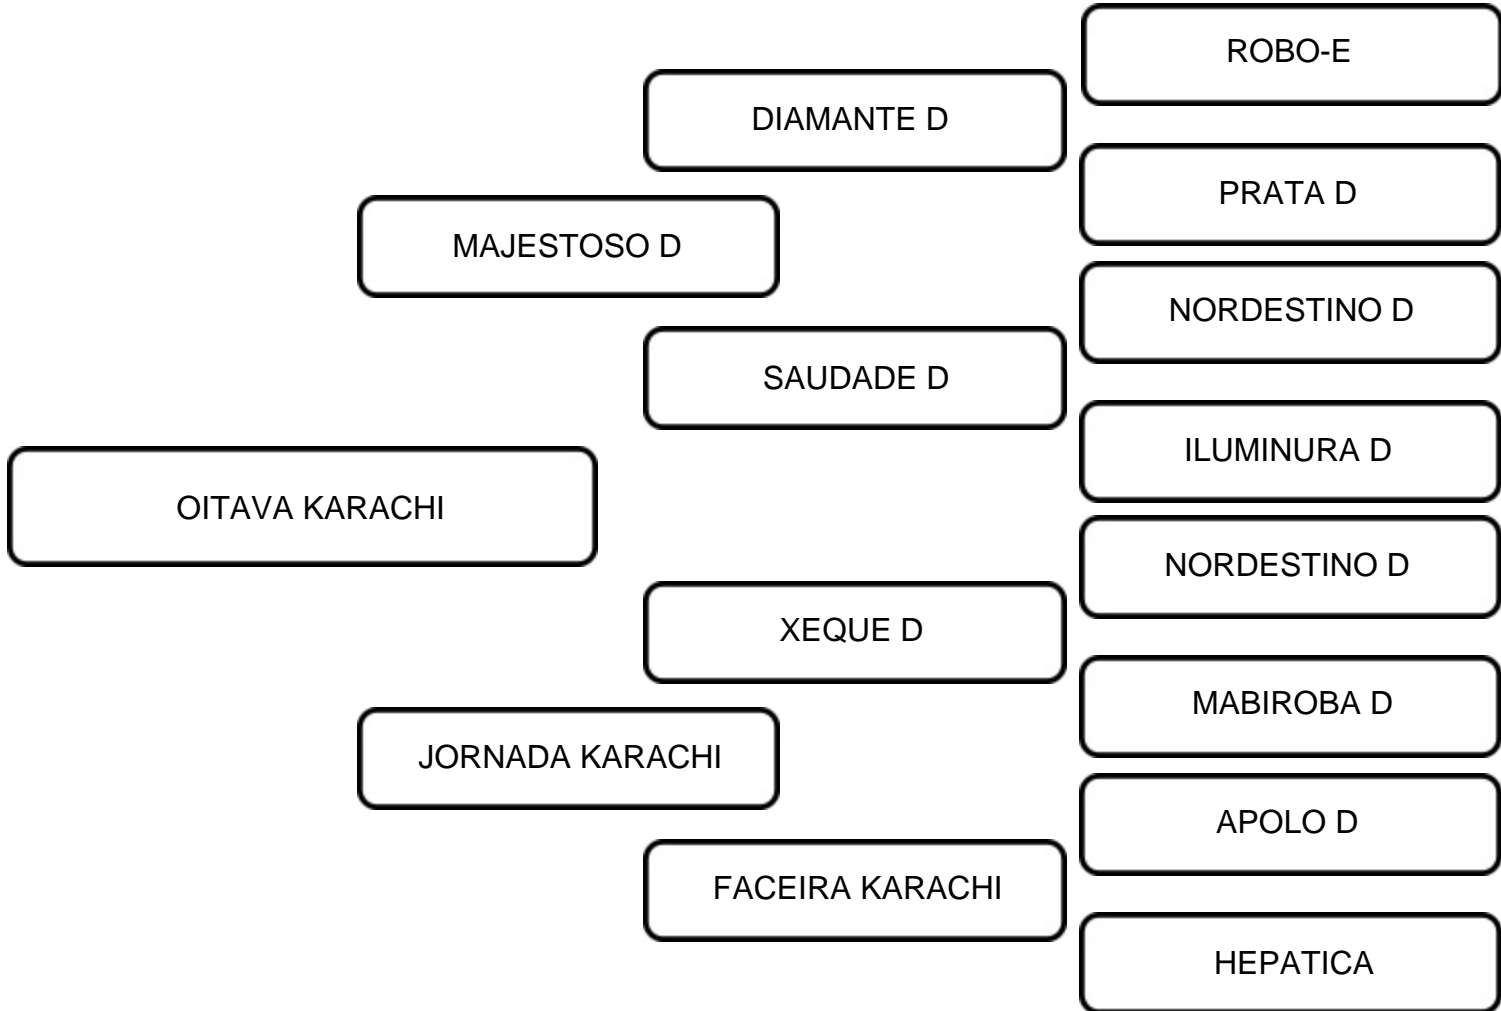 ROBO-E
DIAMANTE D
PRATA D
MAJESTOSO D
NORDESTINO D
SAUDADE D
ILUMINURA D
OITAVA KARACHI
NORDESTINO D
XEQUE D
MABIROBA D
JORNADA KARACHI
APOLO D
FACEIRA KARACHI
HEPATICA